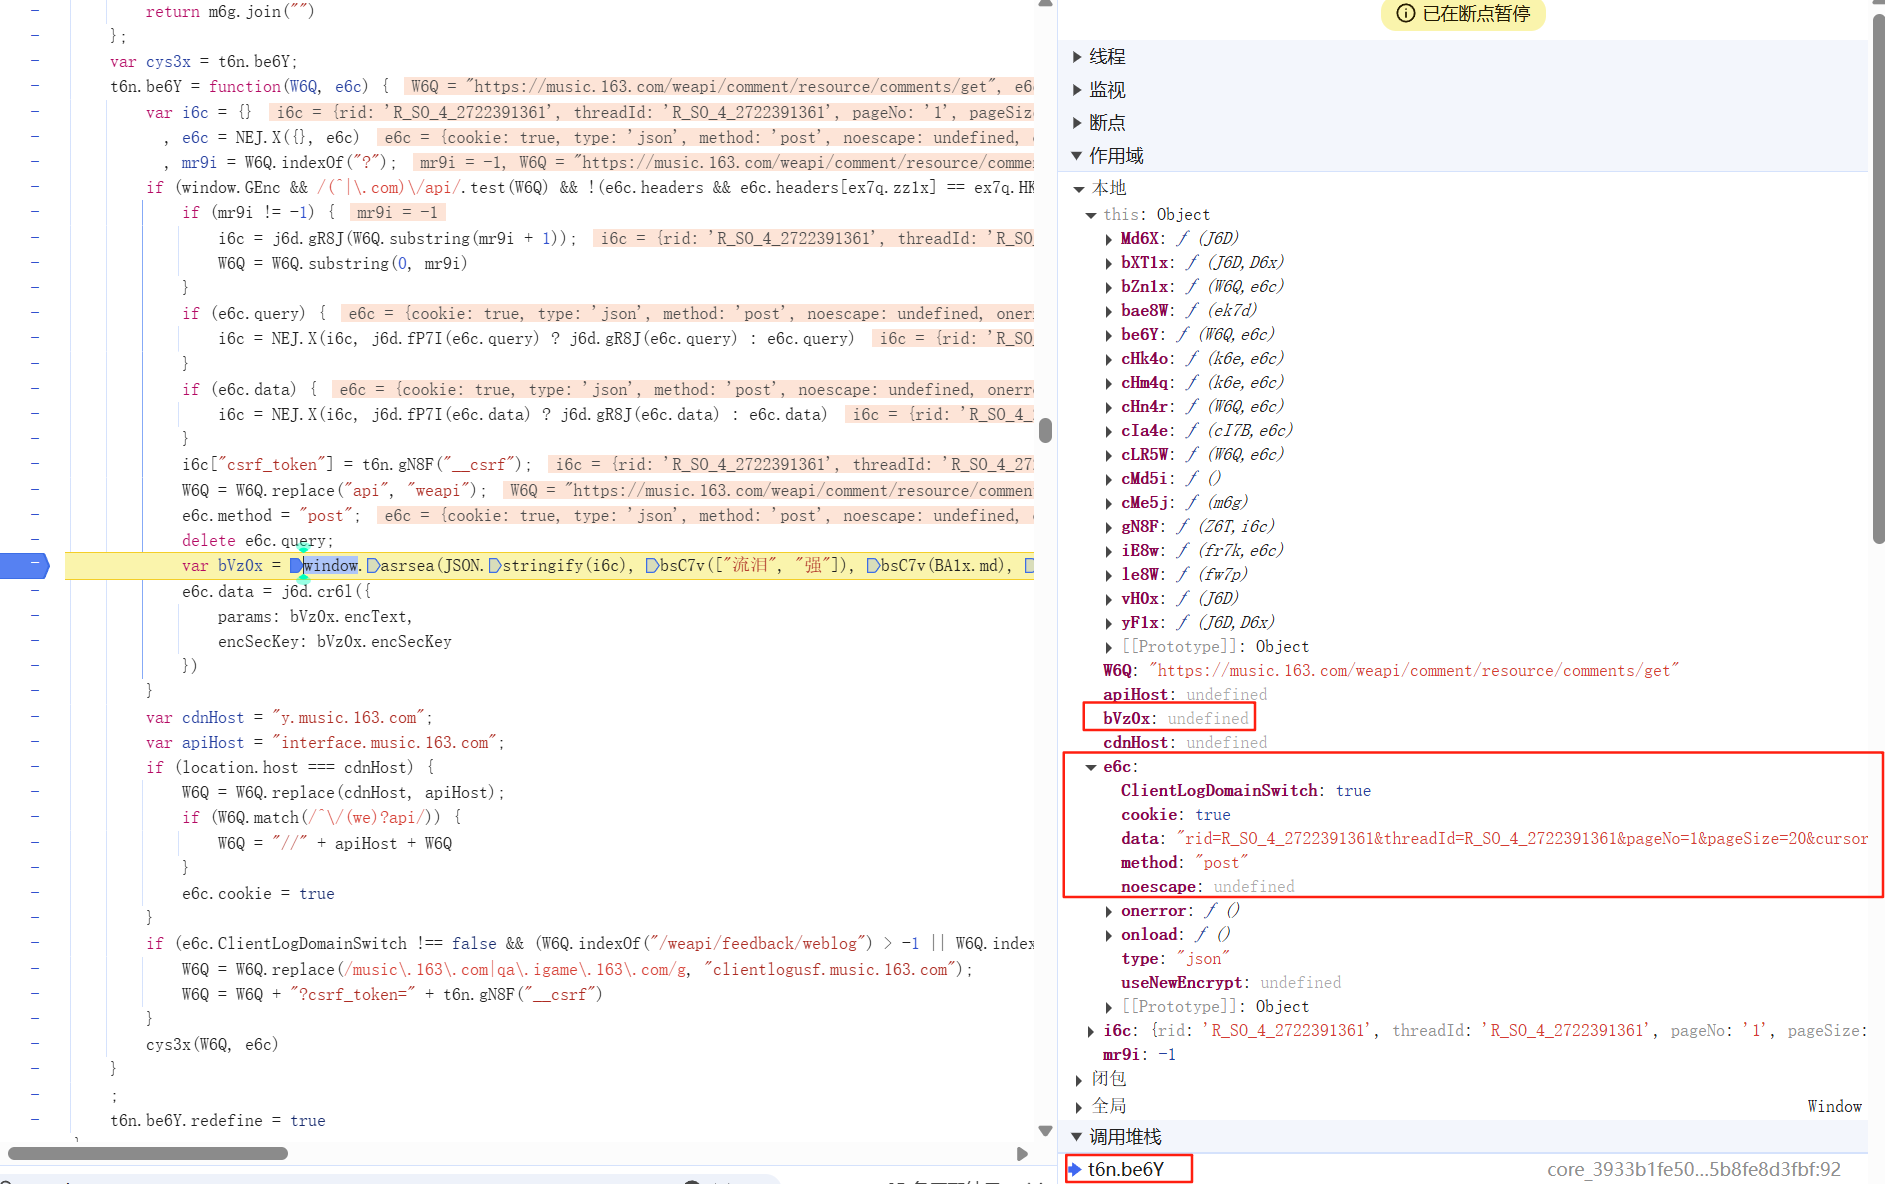 return m6g.join("")
};
var cys3x = t6n.be6Y;
t6n.be6Y = function(W6Q, e6c) { W6Q = "https://music.163.com/weapi/comment/resource/comments/get", e6c
var i6c = {} i6c = {rid: 'R_SO_4_2722391361', threadId: 'R_SO_4_2722391361', pageNo: '1', pageSiz
, e6c = NEJ.X({}, e6c) e6c = {cookie: true, type: 'json', method: 'post', noescape: undefined,
, mr9i = W6Q.indexOf("?"); mr9i = -1, W6Q = "https://music.163.com/weapi/comment/resource/comme
if (window.GEnc && /(^|\.com)\/api/.test(W6Q) && !(e6c.headers && e6c.headers[ex7q.zz1x] == ex7q.HK
if (mr9i != -1) { mr9i = -1
i6c = j6d.gR8J(W6Q.substring(mr9i + 1)); i6c = {rid: 'R_SO_4_2722391361', threadId: 'R_SO_
W6Q = W6Q.substring(0, mr9i)
}
if (e6c.query) { e6c = {cookie: true, type: 'json', method: 'post', noescape: undefined, oner
i6c = NEJ.X(i6c, j6d.fP7I(e6c.query) ? j6d.gR8J(e6c.query) : e6c.query) i6c = {rid: 'R_SO
}
if (e6c.data) { e6c = {cookie: true, type: 'json', method: 'post', noescape: undefined, onerr
i6c = NEJ.X(i6c, j6d.fP7I(e6c.data) ? j6d.gR8J(e6c.data) : e6c.data) i6c = {rid: 'R_SO_4_
}
i6c["csrf_token"] = t6n.gN8F("__csrf"); i6c = {rid: 'R_SO_4_2722391361', threadId: 'R_SO_4_27
W6Q = W6Q.replace("api", "weapi"); W6Q = "https://music.163.com/weapi/comment/resource/commen
e6c.method = "post"; e6c = {cookie: true, type: 'json', method: 'post', noescape: undefined,
delete e6c.query;
var bVz0x = window.asrsea(JSON.stringify(i6c), bsC7v(["流泪", "强"]), bsC7v(BA1x.md),
e6c.data = j6d.cr6l({
params: bVz0x.encText,
encSecKey: bVz0x.encSecKey
})
}
var cdnHost = "y.music.163.com";
var apiHost = "interface.music.163.com";
if (location.host === cdnHost) {
W6Q = W6Q.replace(cdnHost, apiHost);
if (W6Q.match(/^\/(we)?api/)) {
W6Q = "//" + apiHost + W6Q
}
e6c.cookie = true
}
if (e6c.ClientLogDomainSwitch !== false && (W6Q.indexOf("/weapi/feedback/weblog") > -1 || W6Q.index
W6Q = W6Q.replace(/music\.163\.com|qa\.igame\.163\.com/g, "clientlogusf.music.163.com");
W6Q = W6Q + "?csrf_token=" + t6n.gN8F("__csrf")
}
cys3x(W6Q, e6c)
}
;
t6n.be6Y.redefine = true
已在断点暂停
线程
监视
断点
作用域
本地
this: Object
Md6X: ƒ (J6D)
bXT1x: ƒ (J6D,D6x)
bZn1x: ƒ (W6Q,e6c)
bae8W: ƒ (ek7d)
be6Y: ƒ (W6Q,e6c)
cHk4o: ƒ (k6e,e6c)
cHm4q: ƒ (k6e,e6c)
cHn4r: ƒ (W6Q,e6c)
cIa4e: ƒ (cI7B,e6c)
cLR5W: ƒ (W6Q,e6c)
cMd5i: ƒ ()
cMe5j: ƒ (m6g)
gN8F: ƒ (Z6T,i6c)
iE8w: ƒ (fr7k,e6c)
le8W: ƒ (fw7p)
vH0x: ƒ (J6D)
yF1x: ƒ (J6D,D6x)
[[Prototype]]: Object
W6Q: "https://music.163.com/weapi/comment/resource/comments/get"
apiHost: undefined
bVz0x: undefined
cdnHost: undefined
e6c:
ClientLogDomainSwitch: true
cookie: true
data: "rid=R_SO_4_2722391361&threadId=R_SO_4_2722391361&pageNo=1&pageSize=20&cursor
method: "post"
noescape: undefined
onerror: ƒ ()
onload: ƒ ()
type: "json"
useNewEncrypt: undefined
[[Prototype]]: Object
i6c: {rid: 'R_SO_4_2722391361', threadId: 'R_SO_4_2722391361', pageNo: '1', pageSize:
mr9i: -1
闭包
全局 Window
调用堆栈
t6n.be6Y core_3933b1fe50...5b8fe8d3fbf:92